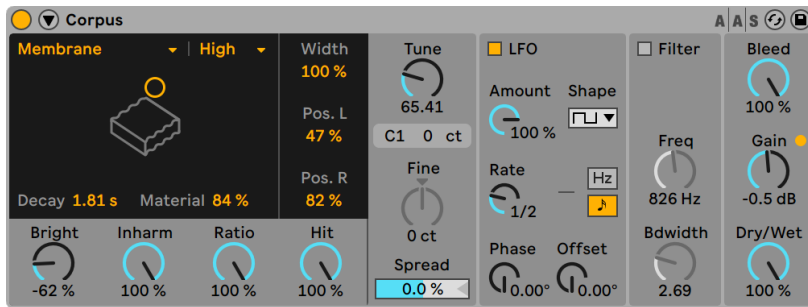 Corpus
A A S
Membrane High
Width
100 %
Pos. L
47 %
Pos. R
82 %
Decay 1.81 s Material 84 %
Bright Inharm Ratio Hit
-62 % 100 % 100 % 100 %
Tune
65.41
C1 0 ct
Fine
0 ct
Spread
0.0 %
LFO
Amount Shape
100 %
Rate
1/2
Hz
Phase Offset
0.00° 0.00°
Filter
Freq
826 Hz
Bdwidth
2.69
Bleed
100 %
Gain
-0.5 dB
Dry/Wet
100 %